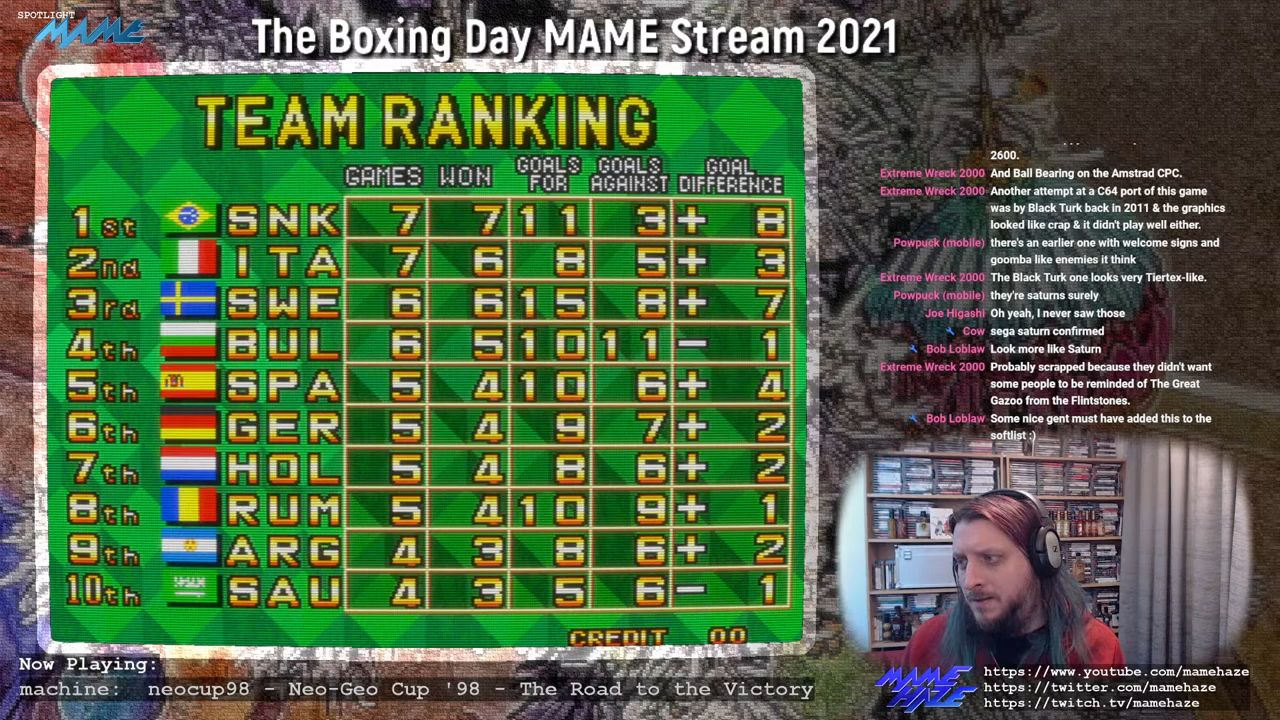 SPOTLIGHT
MAME
The Boxing Day MAME Stream 2021
TEAM RANKING
GAMES WON GOALS FOR GOALS AGAINST GOAL DIFFERENCE
1st SNK 7 7 11 3 + 8
2nd ITA 7 6 8 5 + 3
3rd SWE 6 6 15 8 + 7
4th BUL 6 5 10 11 - 1
5th SPA 5 4 10 6 + 4
6th GER 5 4 9 7 + 2
7th HOL 5 4 8 6 + 2
8th RUM 5 4 10 9 + 1
9th ARG 4 3 8 6 + 2
10th SAU 4 3 5 6 - 1
CREDIT 00
2600.
Extreme Wreck 2000 And Ball Bearing on the Amstrad CPC.
Extreme Wreck 2000 Another attempt at a C64 port of this game
was by Black Turk back in 2011 & the graphics
looked like crap & it didn't play well either.
Powpuck (mobile) there's an earlier one with welcome signs and
goomba like enemies it think
Extreme Wreck 2000 The Black Turk one looks very Tiertex-like.
Powpuck (mobile) they're saturns surely
Joe Higashi Oh yeah, I never saw those
Cow sega saturn confirmed
Bob Loblaw Look more like Saturn
Extreme Wreck 2000 Probably scrapped because they didn't want
some people to be reminded of The Great
Gazoo from the Flintstones.
Bob Loblaw Some nice gent must have added this to the
softlist :)
Now Playing:
machine: neocup98 - Neo-Geo Cup '98 - The Road to the Victory
MAME
HAZE
https://www.youtube.com/mamehaze
https://twitter.com/mamehaze
https://twitch.tv/mamehaze